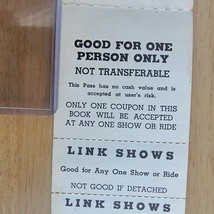 GOOD FOR ONE
PERSON ONLY
NOT TRANSFERABLE
This Pass has no cash value and is
accepted at user's risk.
ONLY ONE COUPON IN THIS
BOOK WILL BE ACCEPTED
AT ANY ONE SHOW OR RIDE
LINK SHOWS
Good for Any One Show or Ride
NOT GOOD IF DETACHED
LINK SHOWS